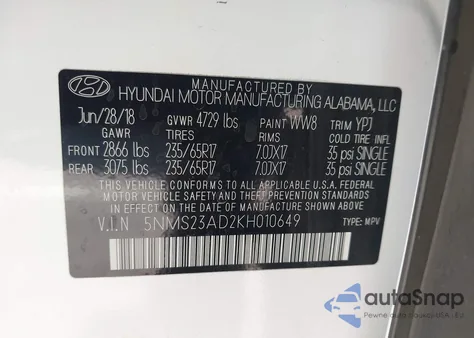 MANUFACTURED BY
HYUNDAI MOTOR MANUFACTURING ALABAMA, LLC
Jun/28/18 GVWR 4729 lbs PAINT WW8 TRIM YPJ
GAWR TIRES RIMS
FRONT 2866 lbs 235/65R17 7.0JX17 35 psi SINGLE
REAR 3075 lbs 235/65R17 7.0JX17 35 psi SINGLE
THIS VEHICLE CONFORMS TO ALL APPLICABLE U.S. FEDERAL
MOTOR VEHICLE SAFETY AND THEFT PREVENTION STANDARDS
IN EFFECT ON THE DATE OF MANUFACTURE SHOWN ABOVE.
V.I.N 5NMS23AD2KH010649 TYPE: MPV
autoSnap